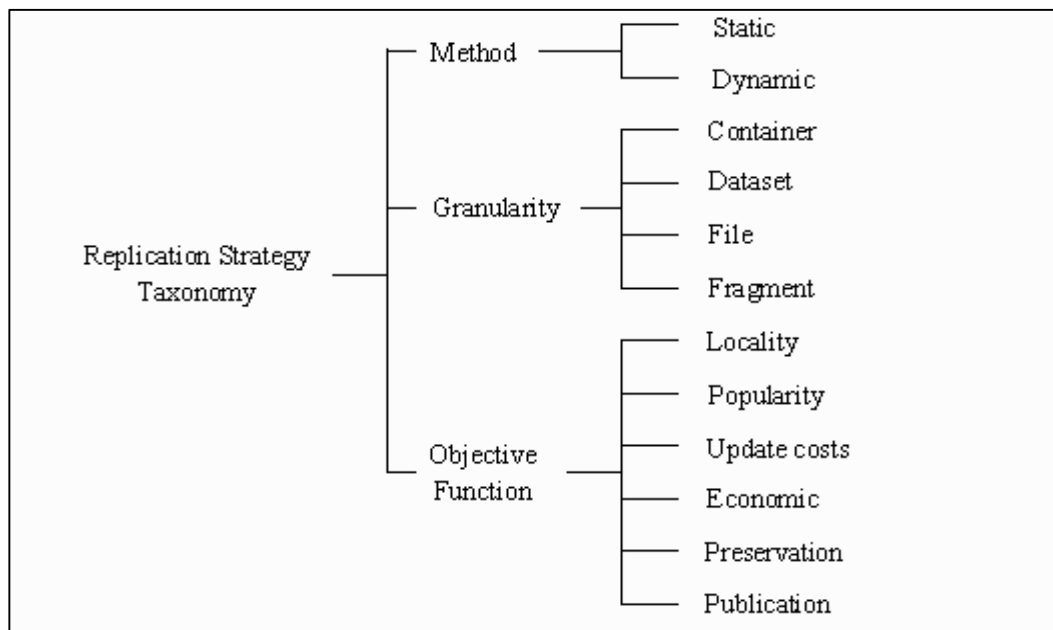 Replication Strategy
Taxonomy
Method
Static
Dynamic
Granularity
Container
Dataset
File
Fragment
Objective
Function
Locality
Popularity
Update costs
Economic
Preservation
Publication